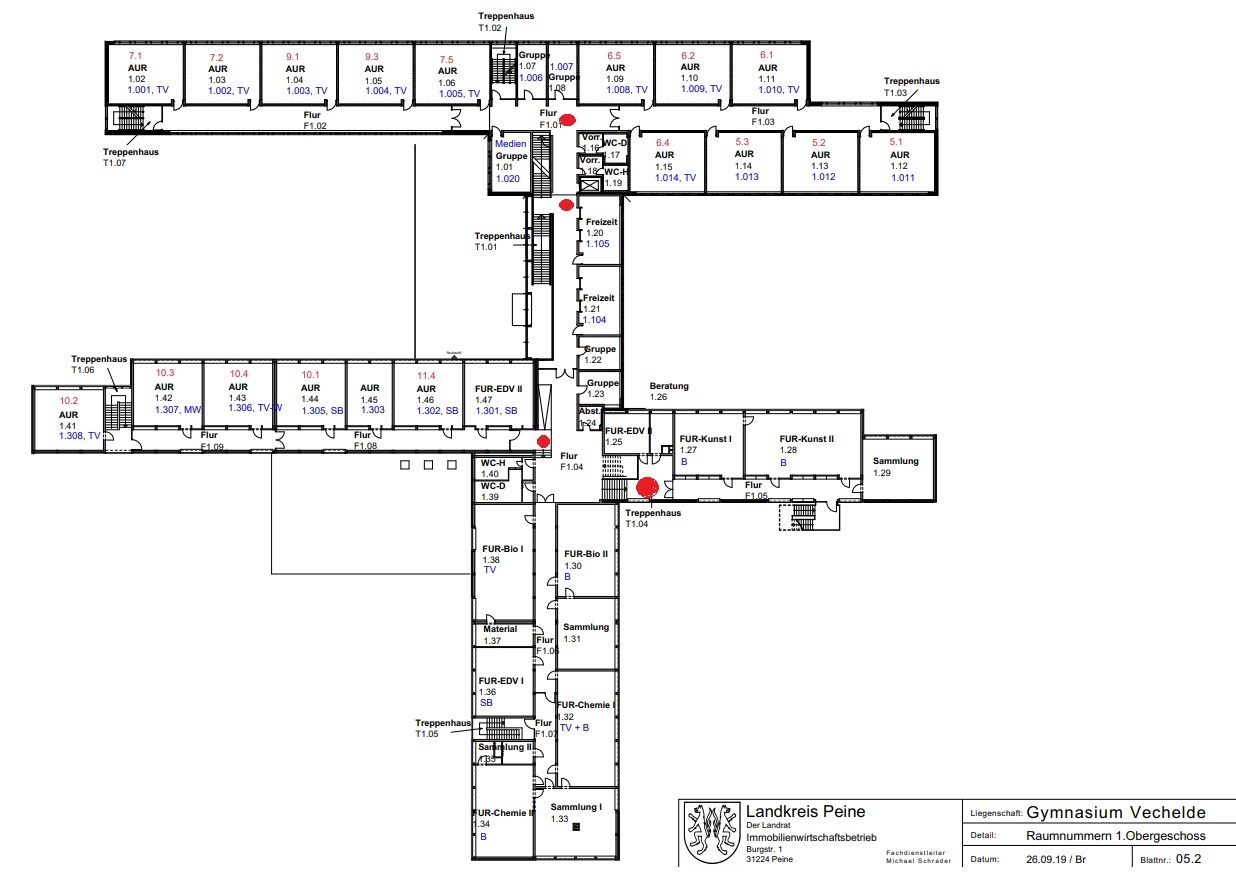 Treppenhaus
T1.02
7.1
AUR
1.02
1.001, TV
7.2
AUR
1.03
1.002, TV
9.1
AUR
1.04
1.003, TV
9.3
AUR
1.05
1.004, TV
7.5
AUR
1.06
1.005, TV
Gruppe
1.07
1.006
1.007
Gruppe
1.08
6.5
AUR
1.09
1.008, TV
6.2
AUR
1.10
1.009, TV
6.1
AUR
1.11
1.010, TV
Treppenhaus
T1.03
Flur
F1.02
Flur
F1.01
Flur
F1.03
Treppenhaus
T1.07
Medien
Gruppe
1.01
1.020
Vorr.
1.16
WC-D
1.17
Vorr.
1.18
WC-H
1.19
6.4
AUR
1.15
1.014, TV
5.3
AUR
1.14
1.013
5.2
AUR
1.13
1.012
5.1
AUR
1.12
1.011
Treppenhaus
T1.01
Freizeit
1.20
1.105
Freizeit
1.21
1.104
Gruppe
1.22
Gruppe
1.23
Abst.
1.24
Treppenhaus
T1.06
10.2
AUR
1.41
1.308, TV
10.3
AUR
1.42
1.307, MW
10.4
AUR
1.43
1.306, TV-W
10.1
AUR
1.44
1.305, SB
AUR
1.45
1.303
11.4
AUR
1.46
1.302, SB
FUR-EDV II
1.47
1.301, SB
Flur
F1.09
Flur
F1.08
Beratung
1.26
FUR-EDV II
1.25
FUR-Kunst I
1.27
B
FUR-Kunst II
1.28
B
Sammlung
1.29
Flur
F1.04
Flur
F1.05
Treppenhaus
T1.04
WC-H
1.40
WC-D
1.39
FUR-Bio I
1.38
TV
FUR-Bio II
1.30
B
Material
1.37
Sammlung
1.31
Flur
F1.06
FUR-EDV I
1.36
SB
FUR-Chemie I
1.32
TV + B
Treppenhaus
T1.05
Flur
F1.07
Sammlung II
1.35
FUR-Chemie II
1.34
B
Sammlung I
1.33
Landkreis Peine
Der Landrat
Immobilienwirtschaftsbetrieb
Burgstr. 1
31224 Peine
Fachdienstleiter
Michael Schrader
Liegenschaft: Gymnasium Vechelde
Detail: Raumnummern 1.Obergeschoss
Datum: 26.09.19 / Br
Blattnr.: 05.2